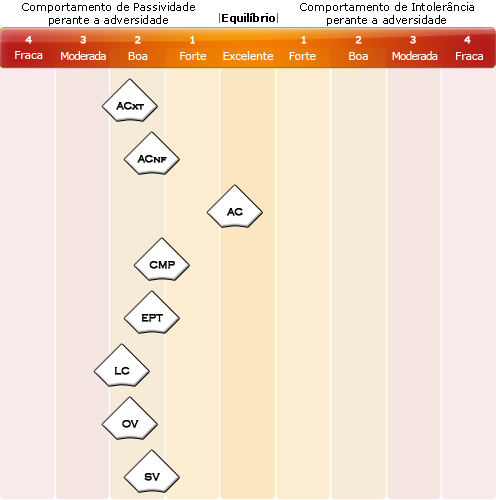 Comportamento de Passividade
perante a adversidade
|Equilíbrio|
Comportamento de Intolerância
perante a adversidade
4 3 2 1 1 2 3 4
Fraca Moderada Boa Forte Excelente Forte Boa Moderada Fraca
ACXT
ACNF
AC
CMP
EPT
LC
OV
SV